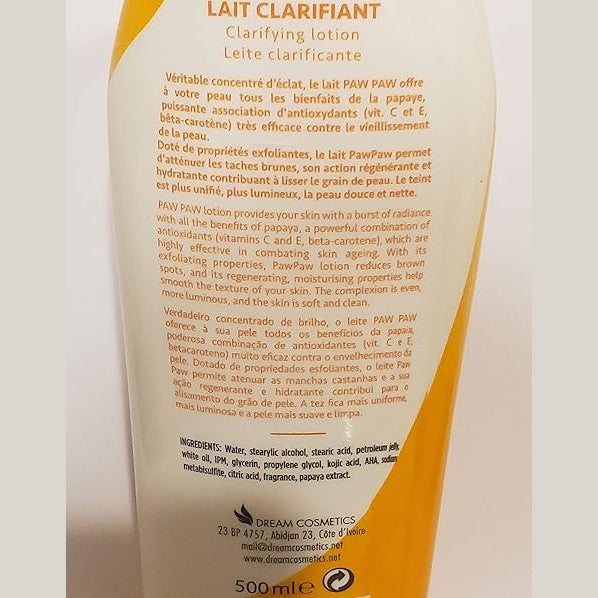 LAIT CLARIFIANT
Clarifying lotion
Leite clarificante
Véritable concentré d'éclat, le lait PAW PAW offre
à votre peau tous les bienfaits de la papaye,
puissante association d'antioxydants (vit. C et E,
bêta-carotène) très efficace contre le vieillissement
de la peau.
Doté de propriétés exfoliantes, le lait PawPaw permet
d'atténuer les taches brunes, son action régénérante et
hydratante contribuant à lisser le grain de peau. Le teint
est plus unifié, plus lumineux, la peau douce et nette.
PAW PAW lotion provides your skin with a burst of radiance
with all the benefits of papaya, a powerful combination of
antioxidants (vitamins C and E, beta-carotene), which are
highly effective in combating skin ageing. With its
exfoliating properties, PawPaw lotion reduces brown
spots, and its regenerating, moisturising properties help
smooth the texture of your skin. The complexion is even,
more luminous, and the skin is soft and clean.
Verdadeiro concentrado de brilho, o leite PAW PAW
oferece à sua pele todos os benefícios da papaia,
poderosa combinação de antioxidantes (vit. C e E,
betacaroteno) muito eficaz contra o envelhecimento da
pele. Dotado de propriedades esfoliantes, o leite Paw
Paw permite atenuar as manchas castanhas e a sua
ação regenerante e hidratante contribui para o
alisamento do grão de pele. A tez fica mais uniforme,
mais luminosa e a pele mais suave e limpa.
INGREDIENTS: Water, stearylic alcohol, stearic acid, petroleum jelly,
white oil, IPM, glycerin, propylene glycol, kojic acid, AHA, sodium
metabisulfite, citric acid, fragrance, papaya extract.
DREAM COSMETICS
23 BP 4757, Abidjan 23, Côte d'Ivoire
mail@dreamcosmetics.net
www.dreamcosmetics.net
500ml e